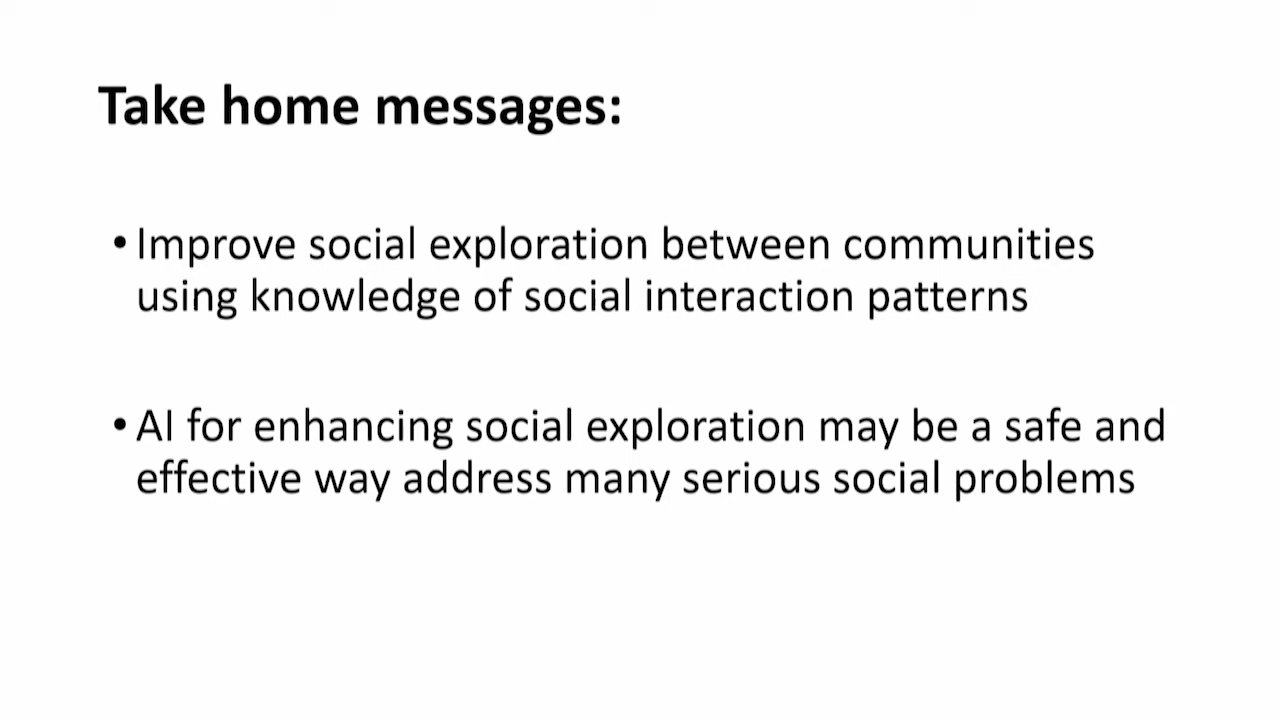 Take home messages:
• Improve social exploration between communities
using knowledge of social interaction patterns
• AI for enhancing social exploration may be a safe and
effective way address many serious social problems